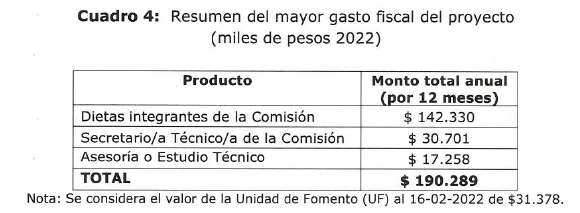 Cuadro 4: Resumen del mayor gasto fiscal del proyecto
(miles de pesos 2022)
Producto Monto total anual
(por 12 meses)
Dietas integrantes de la Comisión $ 142.330
Secretario/a Técnico/a de la Comisión $ 30.701
Asesoría o Estudio Técnico $ 17.258
TOTAL $ 190.289
Nota: Se considera el valor de la Unidad de Fomento (UF) al 16-02-2022 de $31.378.